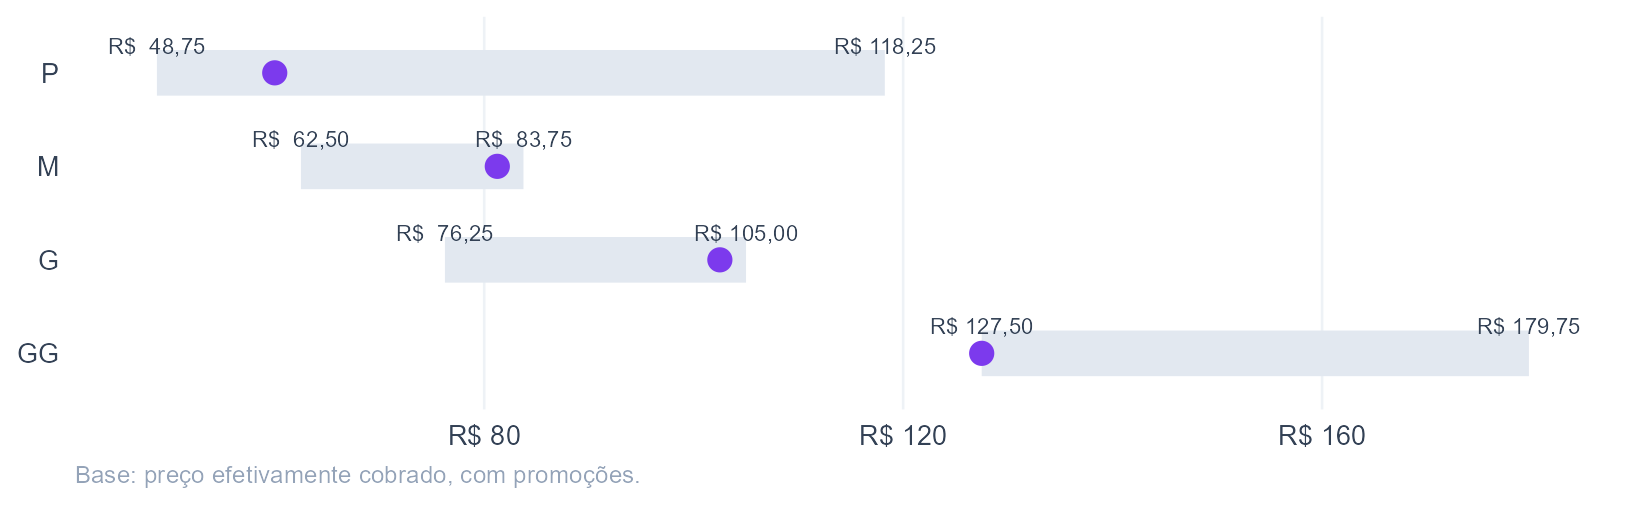 R$ 48,75 R$ 118,25
P
R$ 62,50 R$ 83,75
M
R$ 76,25 R$ 105,00
G
R$ 127,50 R$ 179,75
GG
R$ 80 R$ 120 R$ 160
Base: preço efetivamente cobrado, com promoções.